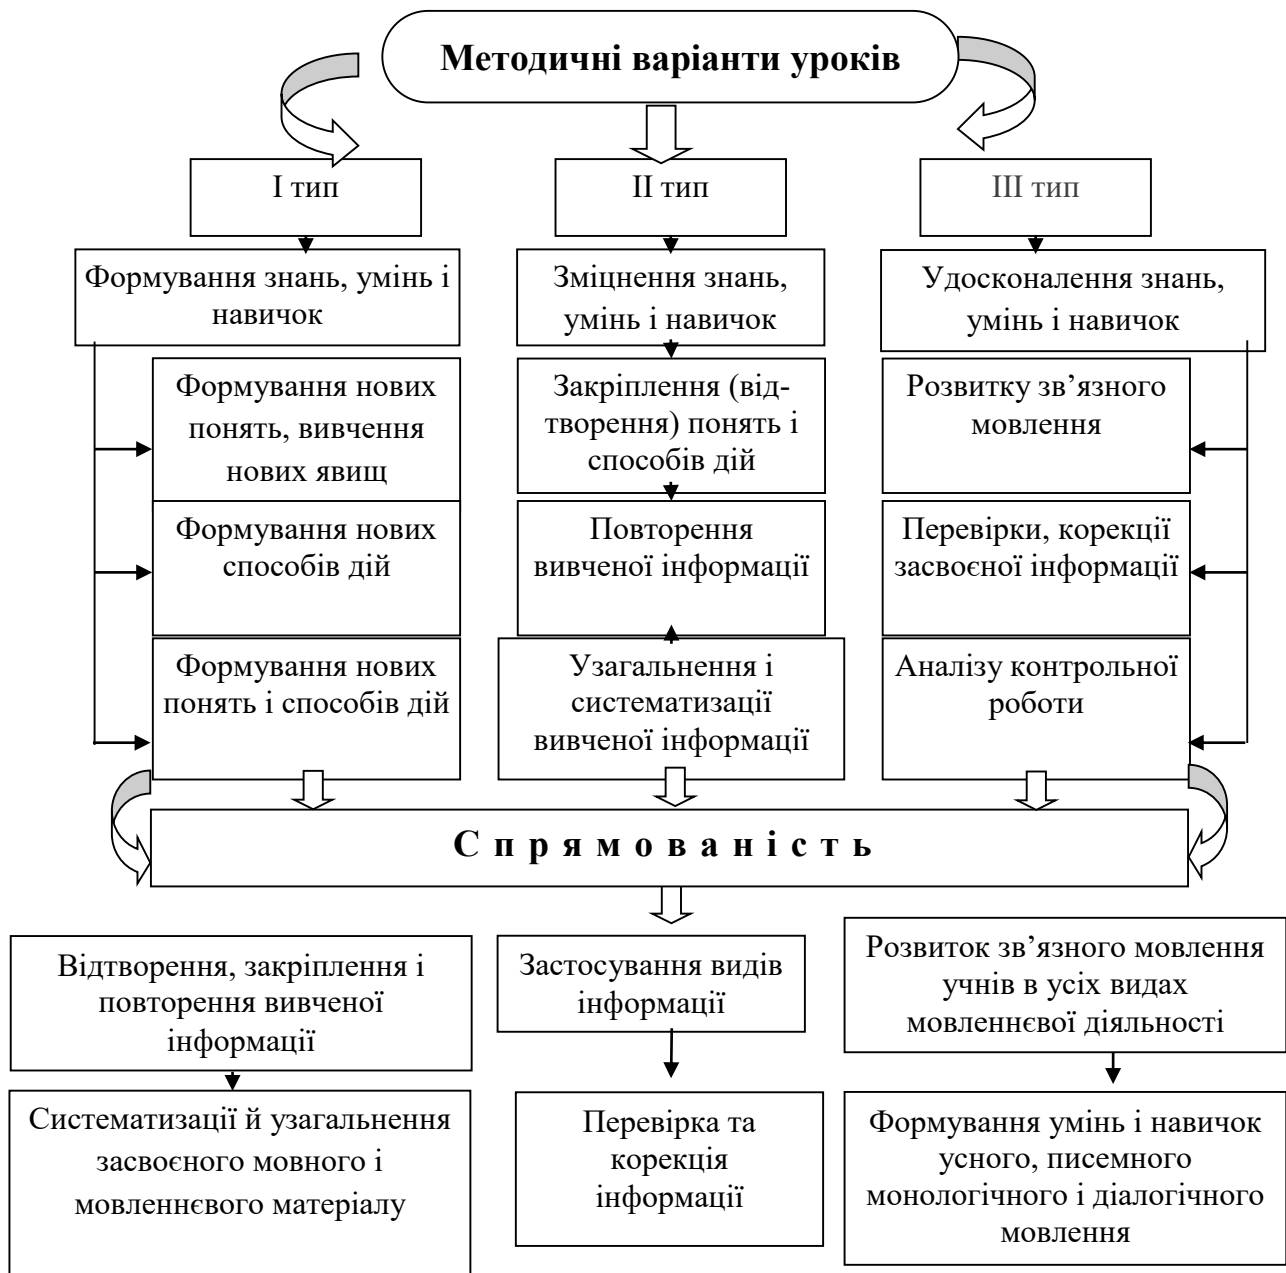 Методичні варіанти уроків
І тип
ІІ тип
ІІІ тип
Формування знань, умінь і
навичок
Зміцнення знань,
умінь і навичок
Удосконалення знань,
умінь і навичок
Формування нових
понять, вивчення
нових явищ
Закріплення (від-
творення) понять і
способів дій
Розвитку зв’язного
мовлення
Формування нових
способів дій
Повторення
вивченої інформації
Перевірки, корекції
засвоєної інформації
Формування нових
понять і способів дій
Узагальнення і
систематизації
вивченої інформації
Аналізу контрольної
роботи
С п р я м о в а н і с т ь
Відтворення, закріплення і
повторення вивченої
інформації
Застосування видів
інформації
Розвиток зв’язного мовлення
учнів в усіх видах
мовленнєвої діяльності
Систематизації й узагальнення
засвоєного мовного і
мовленнєвого матеріалу
Перевірка та
корекція
інформації
Формування умінь і навичок
усного, писемного
монологічного і діалогічного
мовлення